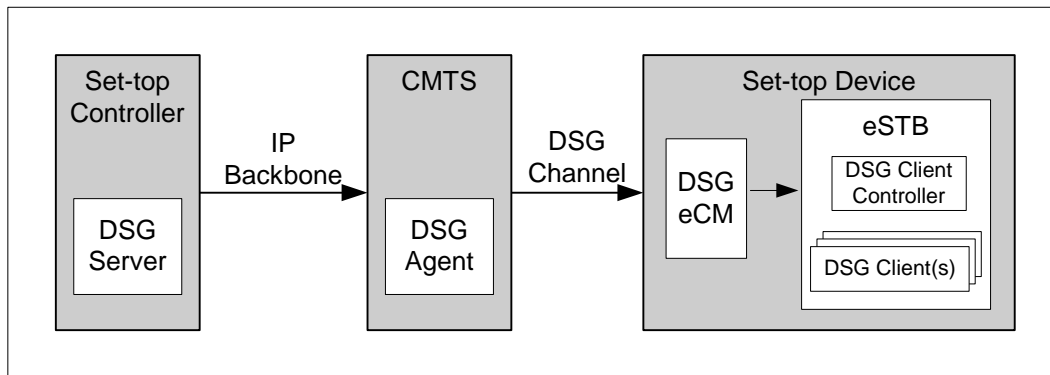 Set-top
Controller
DSG
Server
IP
Backbone
CMTS
DSG
Agent
DSG
Channel
Set-top Device
DSG
eCM
eSTB
DSG Client
Controller
DSG Client(s)